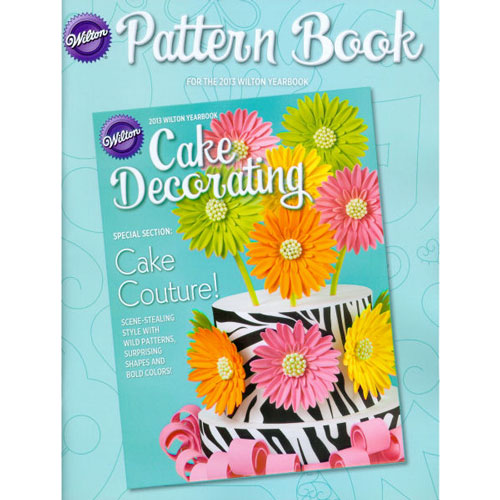 Wilton
Pattern Book
FOR THE 2013 WILTON YEARBOOK
2013 WILTON YEARBOOK
Wilton
Cake
Decorating
SPECIAL SECTION:
Cake
Couture!
SCENE-STEALING
STYLE WITH
WILD PATTERNS,
SURPRISING
SHAPES AND
BOLD COLORS!